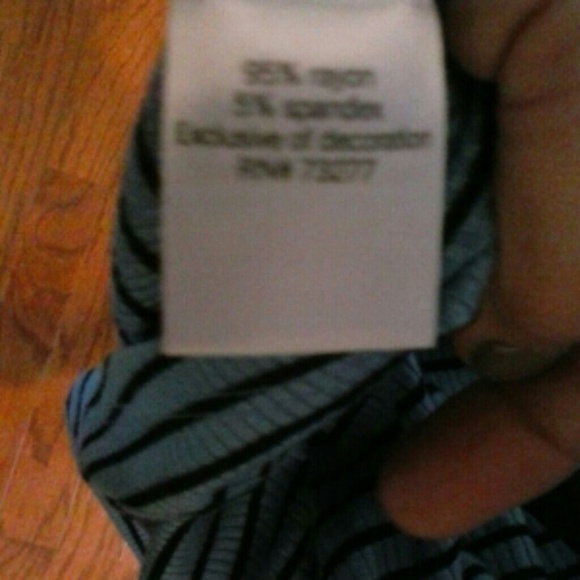 95% rayon
5% spandex
Exclusive of decoration
RN# 73277